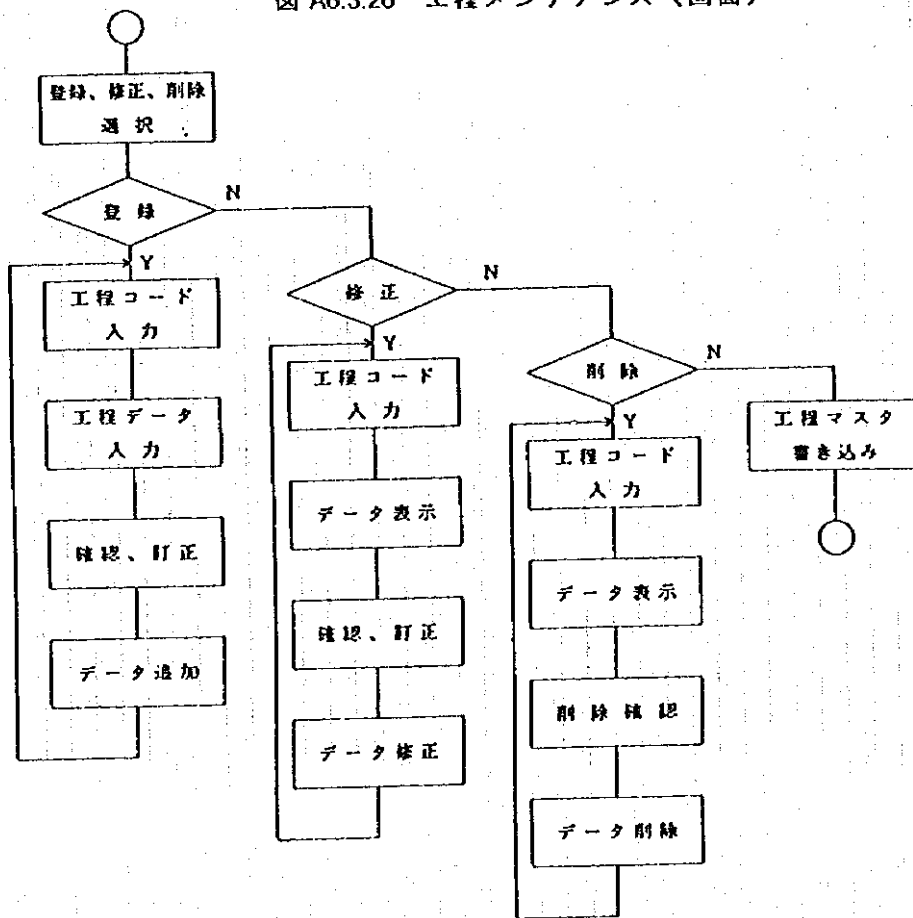 図 A6.3.26 工程メンテナンス（画面）
登録、修正、削除
選択
登録
N
Y
工程コード
入力
工程データ
入力
確認、訂正
データ追加
修正
N
Y
工程コード
入力
データ表示
確認、訂正
データ修正
削除
N
Y
工程コード
入力
データ表示
削除確認
データ削除
工程マスタ
書き込み